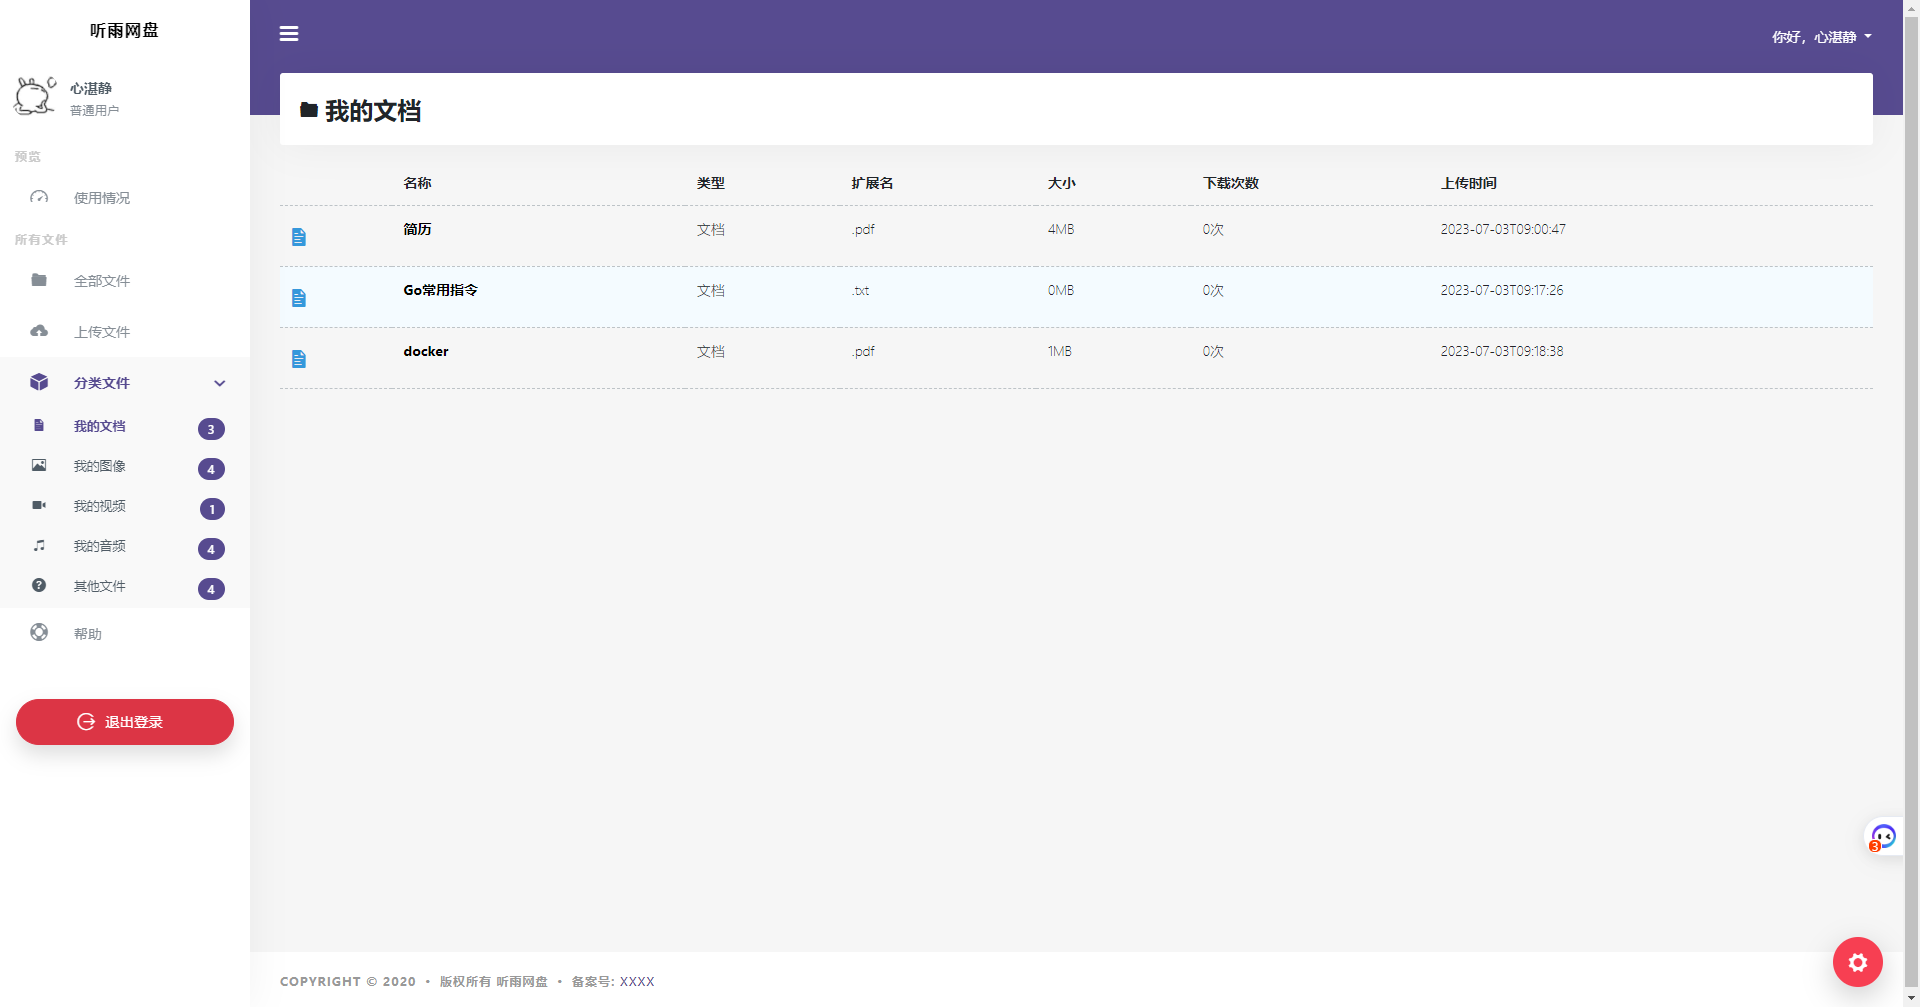 听雨网盘
心湛静
普通用户
预览
使用情况
所有文件
全部文件
上传文件
分类文件
我的文档 3
我的图像 4
我的视频 1
我的音频 4
其他文件 4
帮助
退出登录
你好，心湛静
我的文档
名称 类型 扩展名 大小 下载次数 上传时间
简历 文档 .pdf 4MB 0次 2023-07-03T09:00:47
Go常用指令 文档 .txt 0MB 0次 2023-07-03T09:17:26
docker 文档 .pdf 1MB 0次 2023-07-03T09:18:38
3
COPYRIGHT © 2020 • 版权所有 听雨网盘 • 备案号: XXXX